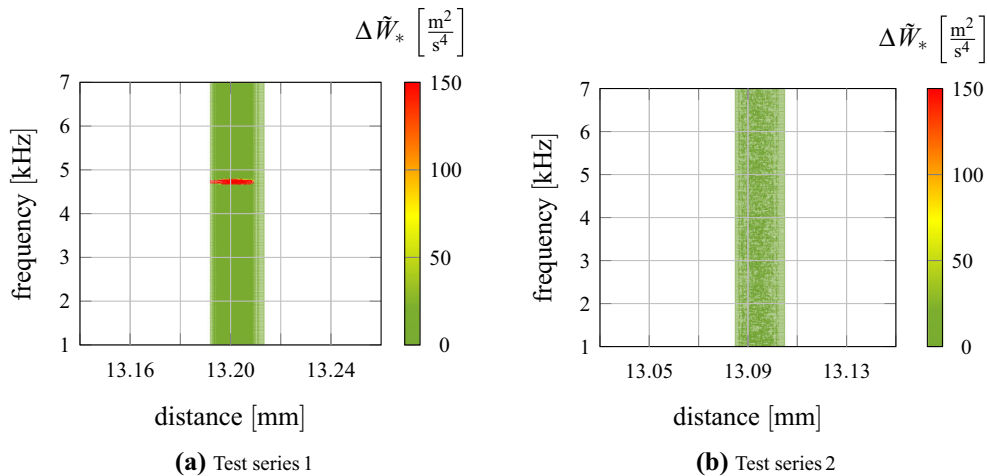 ΔW̃* [m²/s⁴]
7
6
5
4
3
2
1
frequency [kHz]
13.16 13.20 13.24
distance [mm]
150
100
50
0
(a) Test series 1
ΔW̃* [m²/s⁴]
7
6
5
4
3
2
1
frequency [kHz]
13.05 13.09 13.13
distance [mm]
150
100
50
0
(b) Test series 2